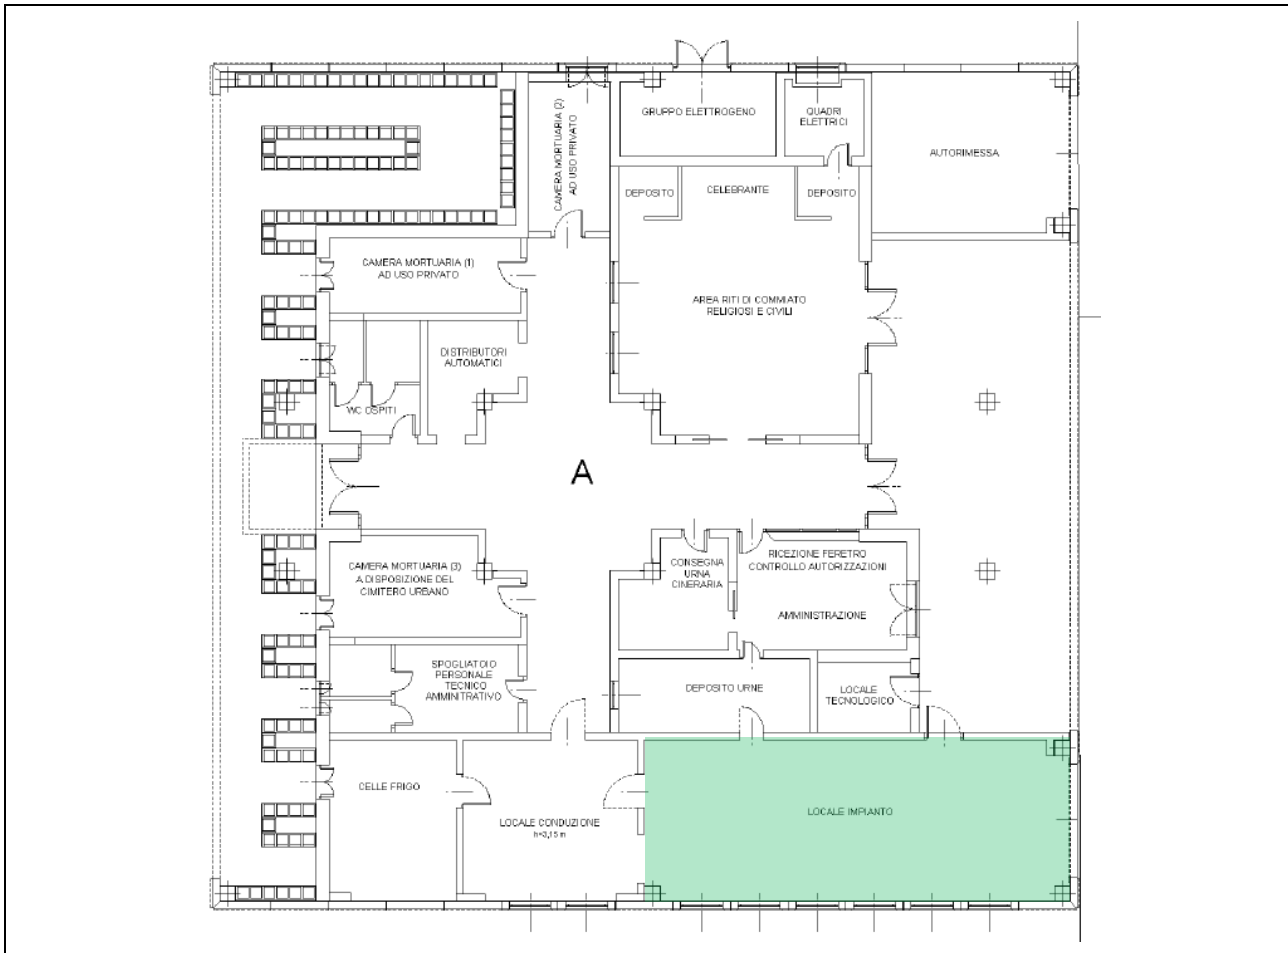 CAMERA MORTUARIA (2)
AD USO PRIVATO
GRUPPO ELETTROGENO
QUADRI
ELETTRICI
AUTORIMESSA
DEPOSITO
CELEBRANTE
DEPOSITO
CAMERA MORTUARIA (1)
AD USO PRIVATO
AREA RITI DI COMMIATO
RELIGIOSI E CIVILI
DISTRIBUTORI
AUTOMATICI
WC OSPITI
A
CAMERA MORTUARIA (3)
A DISPOSIZIONE DEL
CIMITERO URBANO
CONSEGNA
URNA
CINERARIA
RICEZIONE FERETRO
CONTROLLO AUTORIZZAZIONI
AMMINISTRAZIONE
SPOGLIATOIO
PERSONALE
TECNICO
AMMINITRATIVO
DEPOSITO URNE
LOCALE
TECNOLOGICO
CELLE FRIGO
LOCALE CONDUZIONE
h=3,15 m
LOCALE IMPIANTO